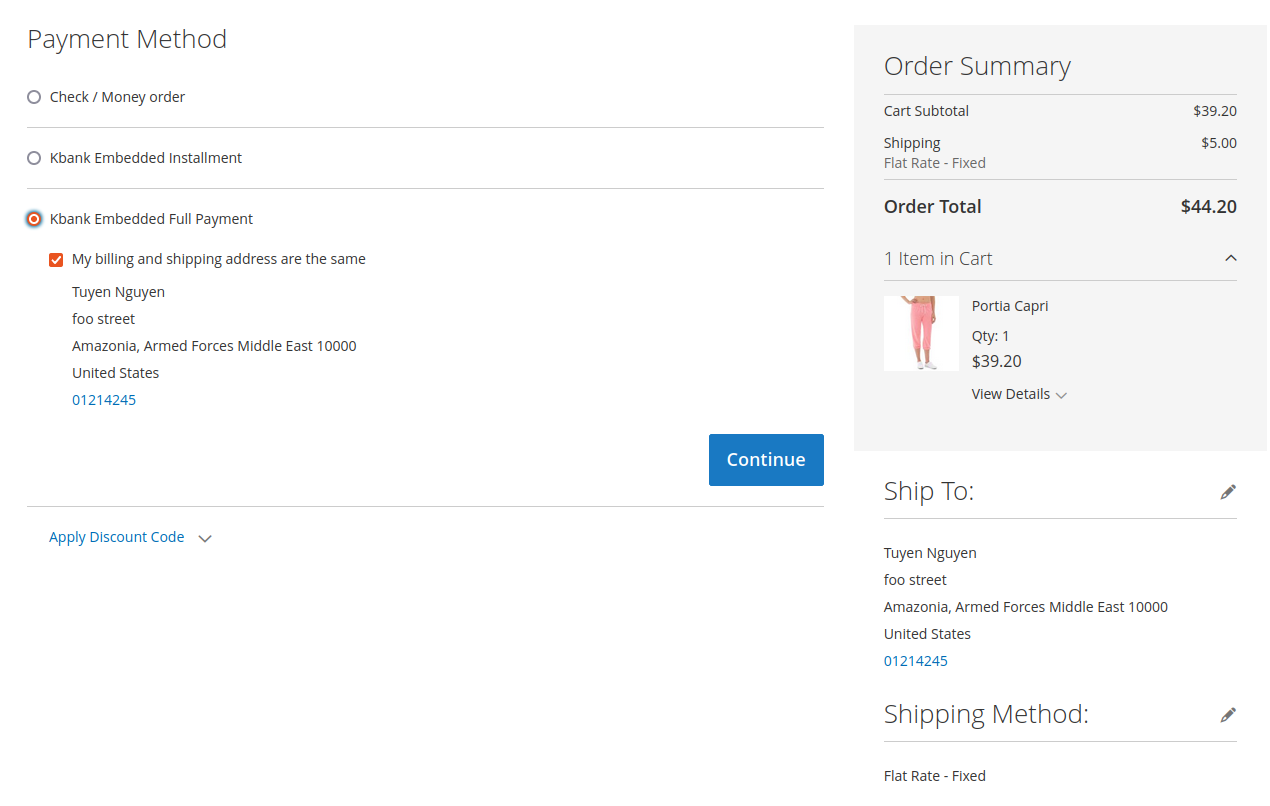 Payment Method
Check / Money order
Kbank Embedded Installment
Kbank Embedded Full Payment
My billing and shipping address are the same
Tuyen Nguyen
foo street
Amazonia, Armed Forces Middle East 10000
United States
01214245
Continue
Apply Discount Code
Order Summary
Cart Subtotal $39.20
Shipping $5.00
Flat Rate - Fixed
Order Total $44.20
1 Item in Cart
Portia Capri
Qty: 1
$39.20
View Details
Ship To:
Tuyen Nguyen
foo street
Amazonia, Armed Forces Middle East 10000
United States
01214245
Shipping Method:
Flat Rate - Fixed